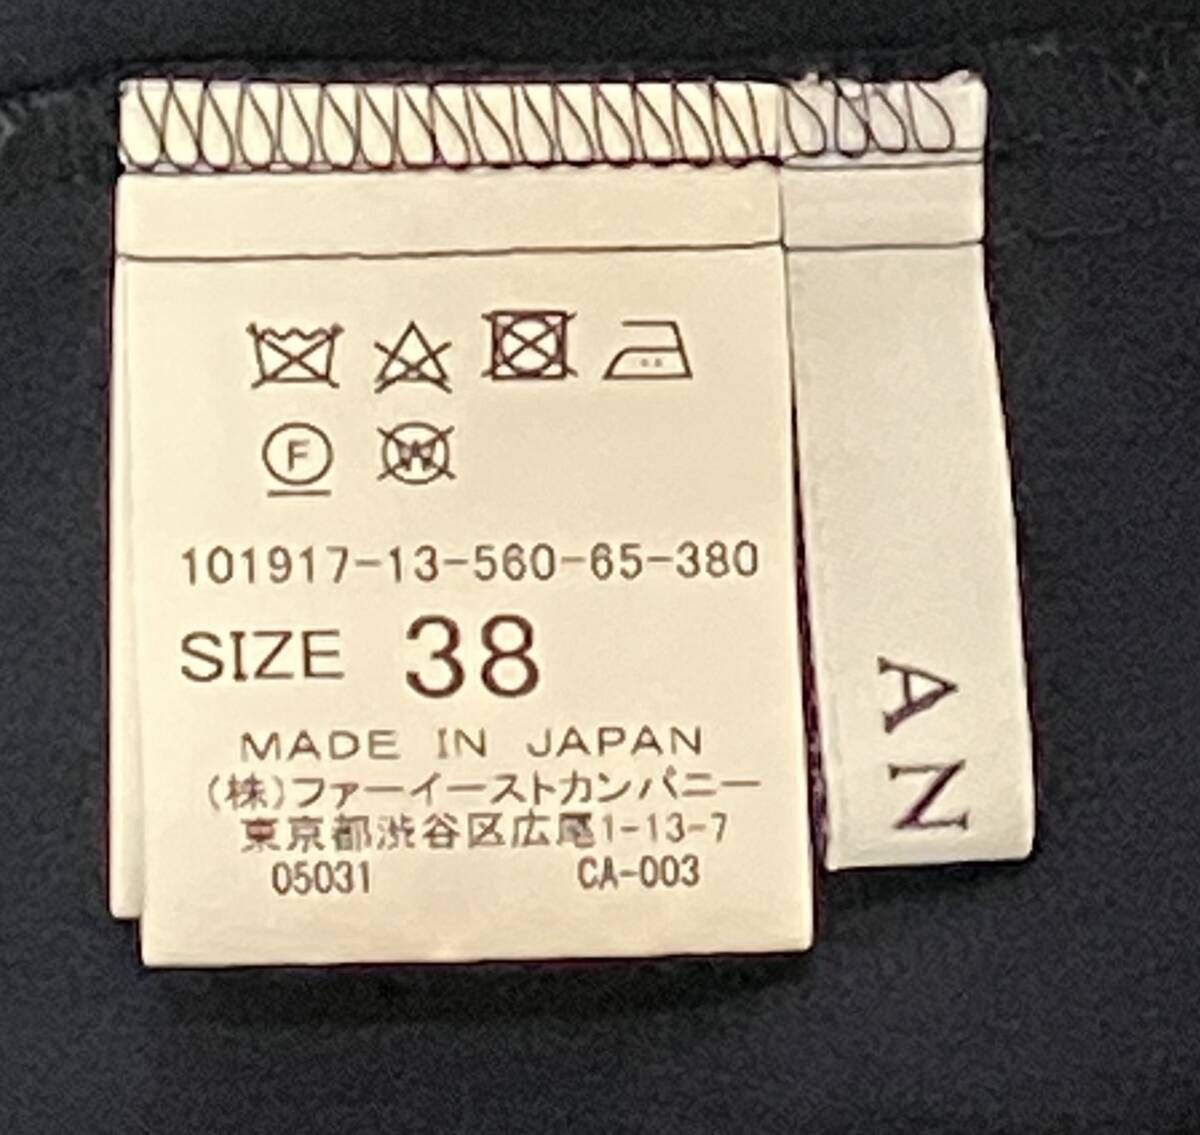 F W
101917-13-560-65-380
SIZE 38
MADE IN JAPAN
(株)ファーイーストカンパニー
東京都渋谷区広尾1-13-7
05031 CA-003
AN